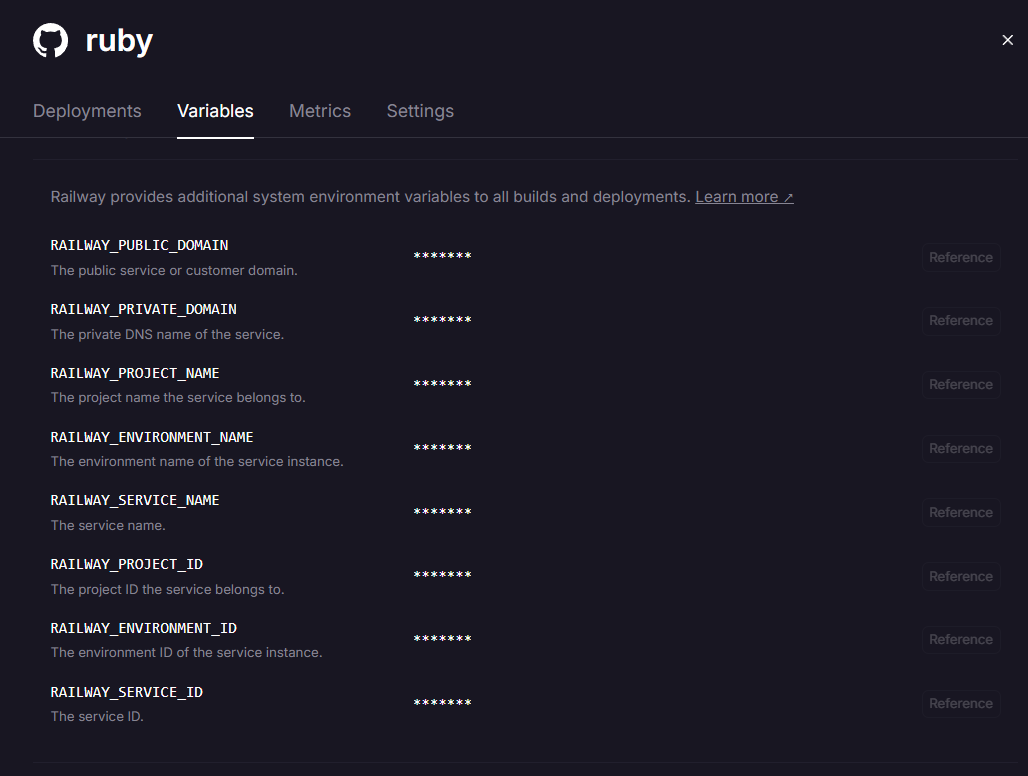 ruby
Deployments Variables Metrics Settings
Railway provides additional system environment variables to all builds and deployments. Learn more ↗
RAILWAY_PUBLIC_DOMAIN
The public service or customer domain.
******* Reference
RAILWAY_PRIVATE_DOMAIN
The private DNS name of the service.
******* Reference
RAILWAY_PROJECT_NAME
The project name the service belongs to.
******* Reference
RAILWAY_ENVIRONMENT_NAME
The environment name of the service instance.
******* Reference
RAILWAY_SERVICE_NAME
The service name.
******* Reference
RAILWAY_PROJECT_ID
The project ID the service belongs to.
******* Reference
RAILWAY_ENVIRONMENT_ID
The environment ID of the service instance.
******* Reference
RAILWAY_SERVICE_ID
The service ID.
******* Reference